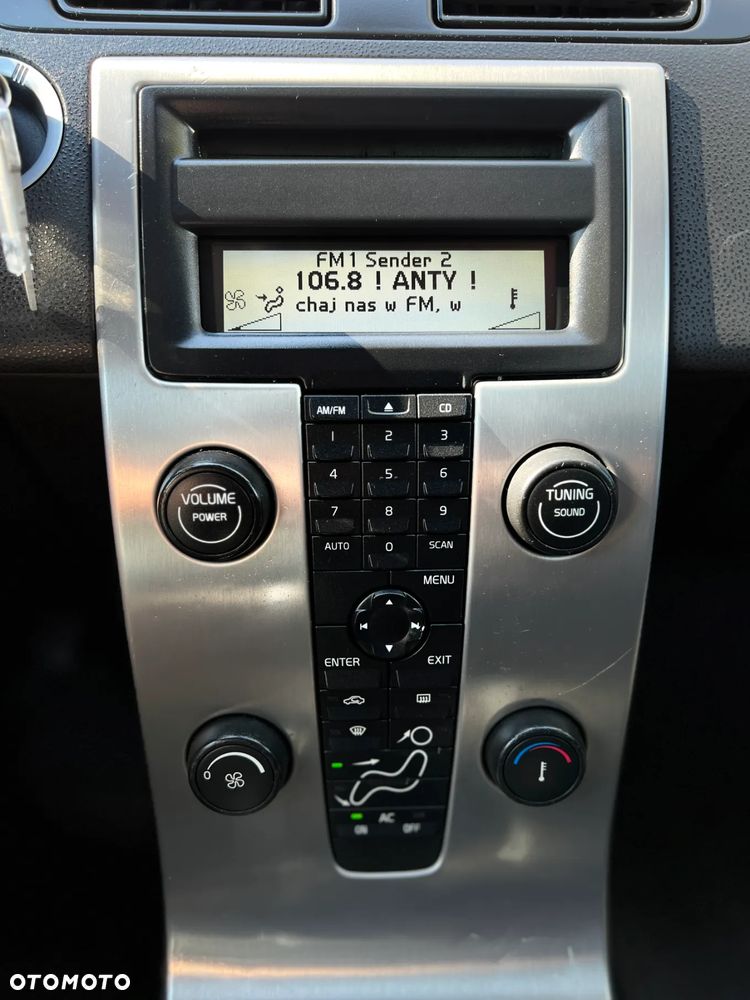 FM1 Sender 2
106.8 ! ANTY !
chaj nas w FM, w
AM/FM
CD
1 2 3
4 5 6
7 8 9
AUTO 0 SCAN
VOLUME
POWER
TUNING
SOUND
MENU
ENTER
EXIT
0
AC
ON OFF
OTOMOTO